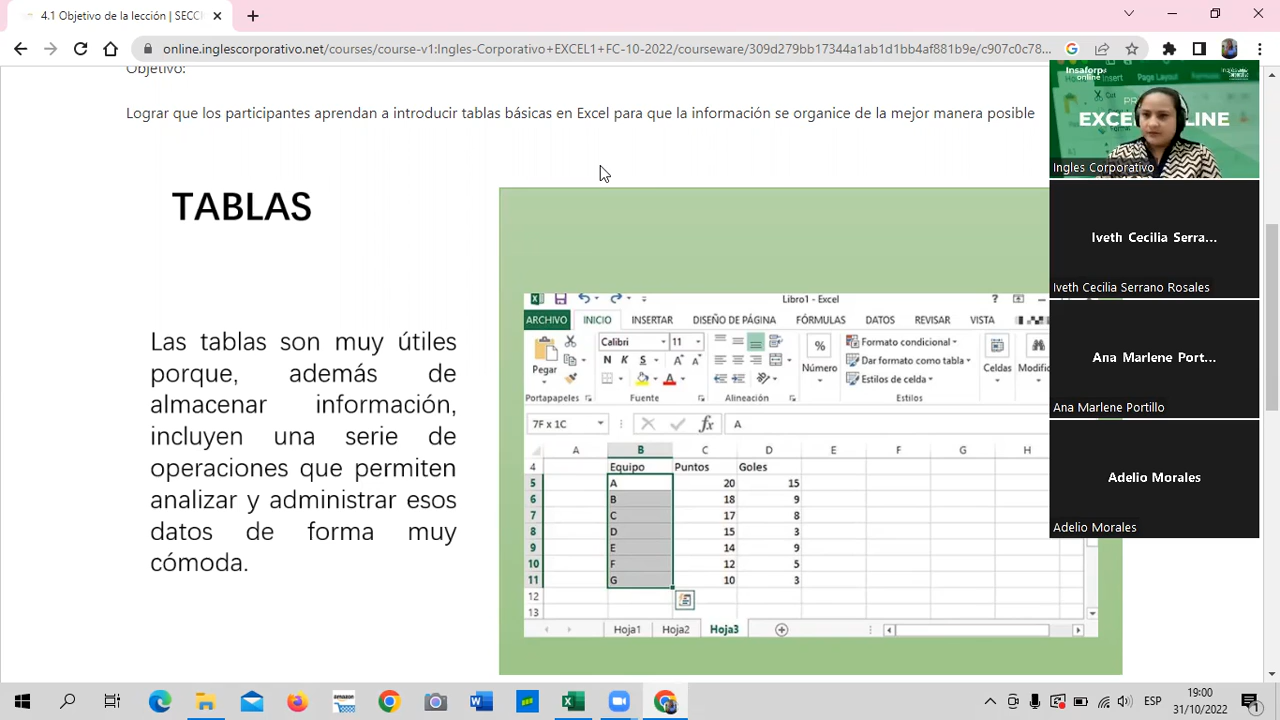 4.1 Objetivo de la lección | SECCI
online.inglescorporativo.net/courses/course-v1:Ingles-Corporativo+EXCEL1+FC-10-2022/courseware/309d279bb17344a1ab1d1bb4af881b9e/c907c0c78...
Objetivo:
Lograr que los participantes aprendan a introducir tablas básicas en Excel para que la información se organice de la mejor manera posible
TABLAS
Las tablas son muy útiles
porque, además de
almacenar información,
incluyen una serie de
operaciones que permiten
analizar y administrar esos
datos de forma muy
cómoda.
Libro1 - Excel
ARCHIVO INICIO INSERTAR DISEÑO DE PÁGINA FÓRMULAS DATOS REVISAR VISTA
Pegar
Calibri 11
N K S
Número
Formato condicional
Dar formato como tabla
Estilos de celda
Celdas
Portapapeles Fuente Alineación Estilos
7F x 1C fx A
A B C D E F G H
4 Equipo Puntos Goles
5 A 20 15
6 B 18 9
7 C 17 8
8 D 15 3
9 E 14 9
10 F 12 5
11 G 10 3
12
13
Hoja1 Hoja2 Hoja3
Insaforp
online
Page Layout
EXCEL
LINE
Ingles Corporativo
Iveth Cecilia Serra...
Iveth Cecilia Serrano Rosales
Ana Marlene Port...
Ana Marlene Portillo
Adelio Morales
Adelio Morales
ESP
19:00
31/10/2022